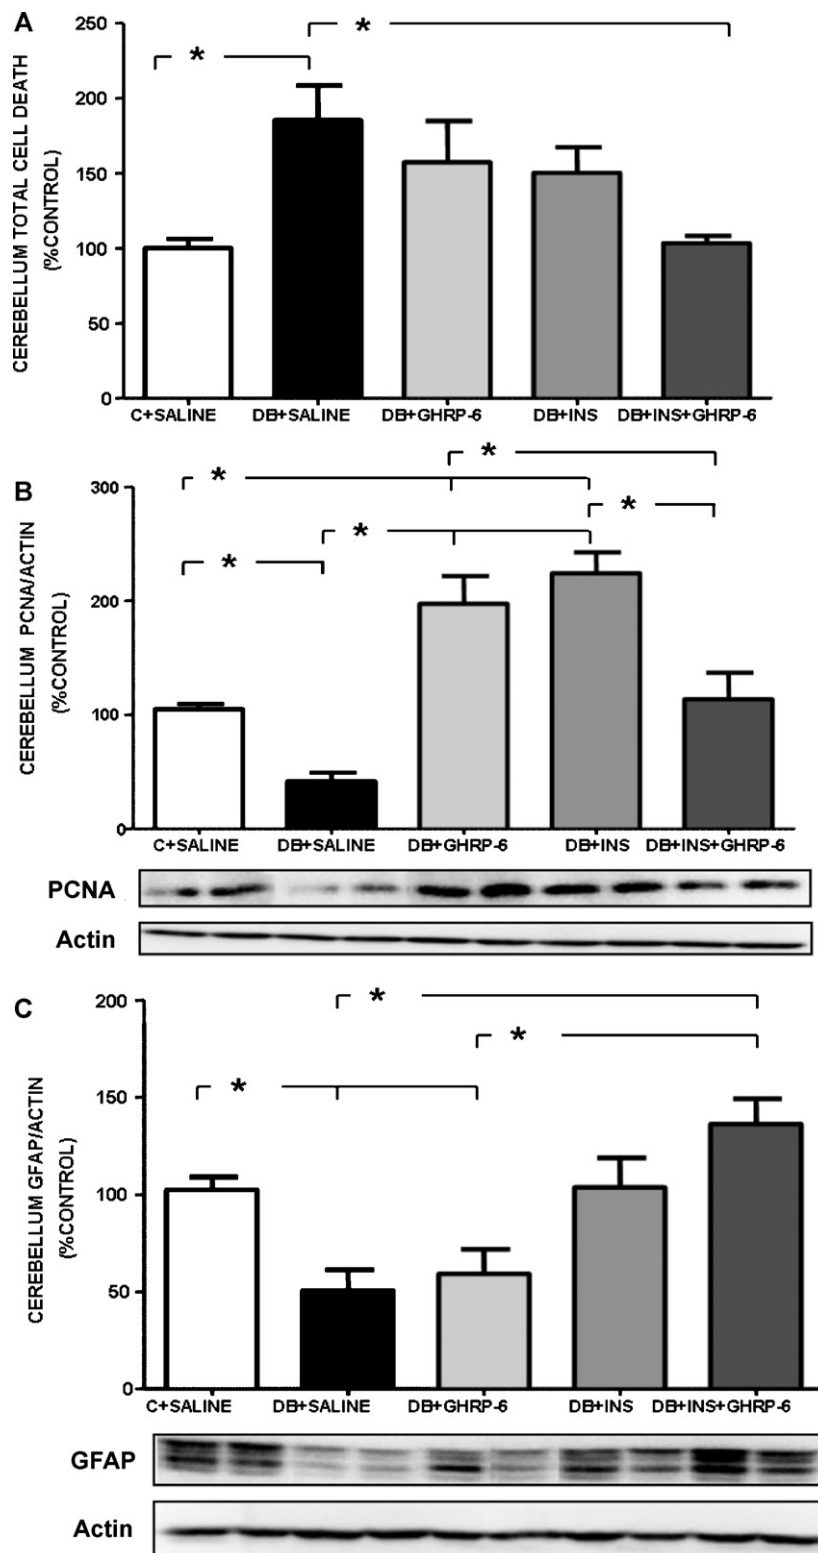 A
CEREBELLUM TOTAL CELL DEATH
(%CONTROL)
250
200
150
100
50
0
*
*
C+SALINE DB+SALINE DB+GHRP-6 DB+INS DB+INS+GHRP-6
B
CEREBELLUM PCNA/ACTIN
(%CONTROL)
300
200
100
0
*
*
*
*
*
C+SALINE DB+SALINE DB+GHRP-6 DB+INS DB+INS+GHRP-6
PCNA
Actin
C
CEREBELLUM GFAP/ACTIN
(%CONTROL)
200
150
100
50
0
*
*
*
C+SALINE DB+SALINE DB+GHRP-6 DB+INS DB+INS+GHRP-6
GFAP
Actin